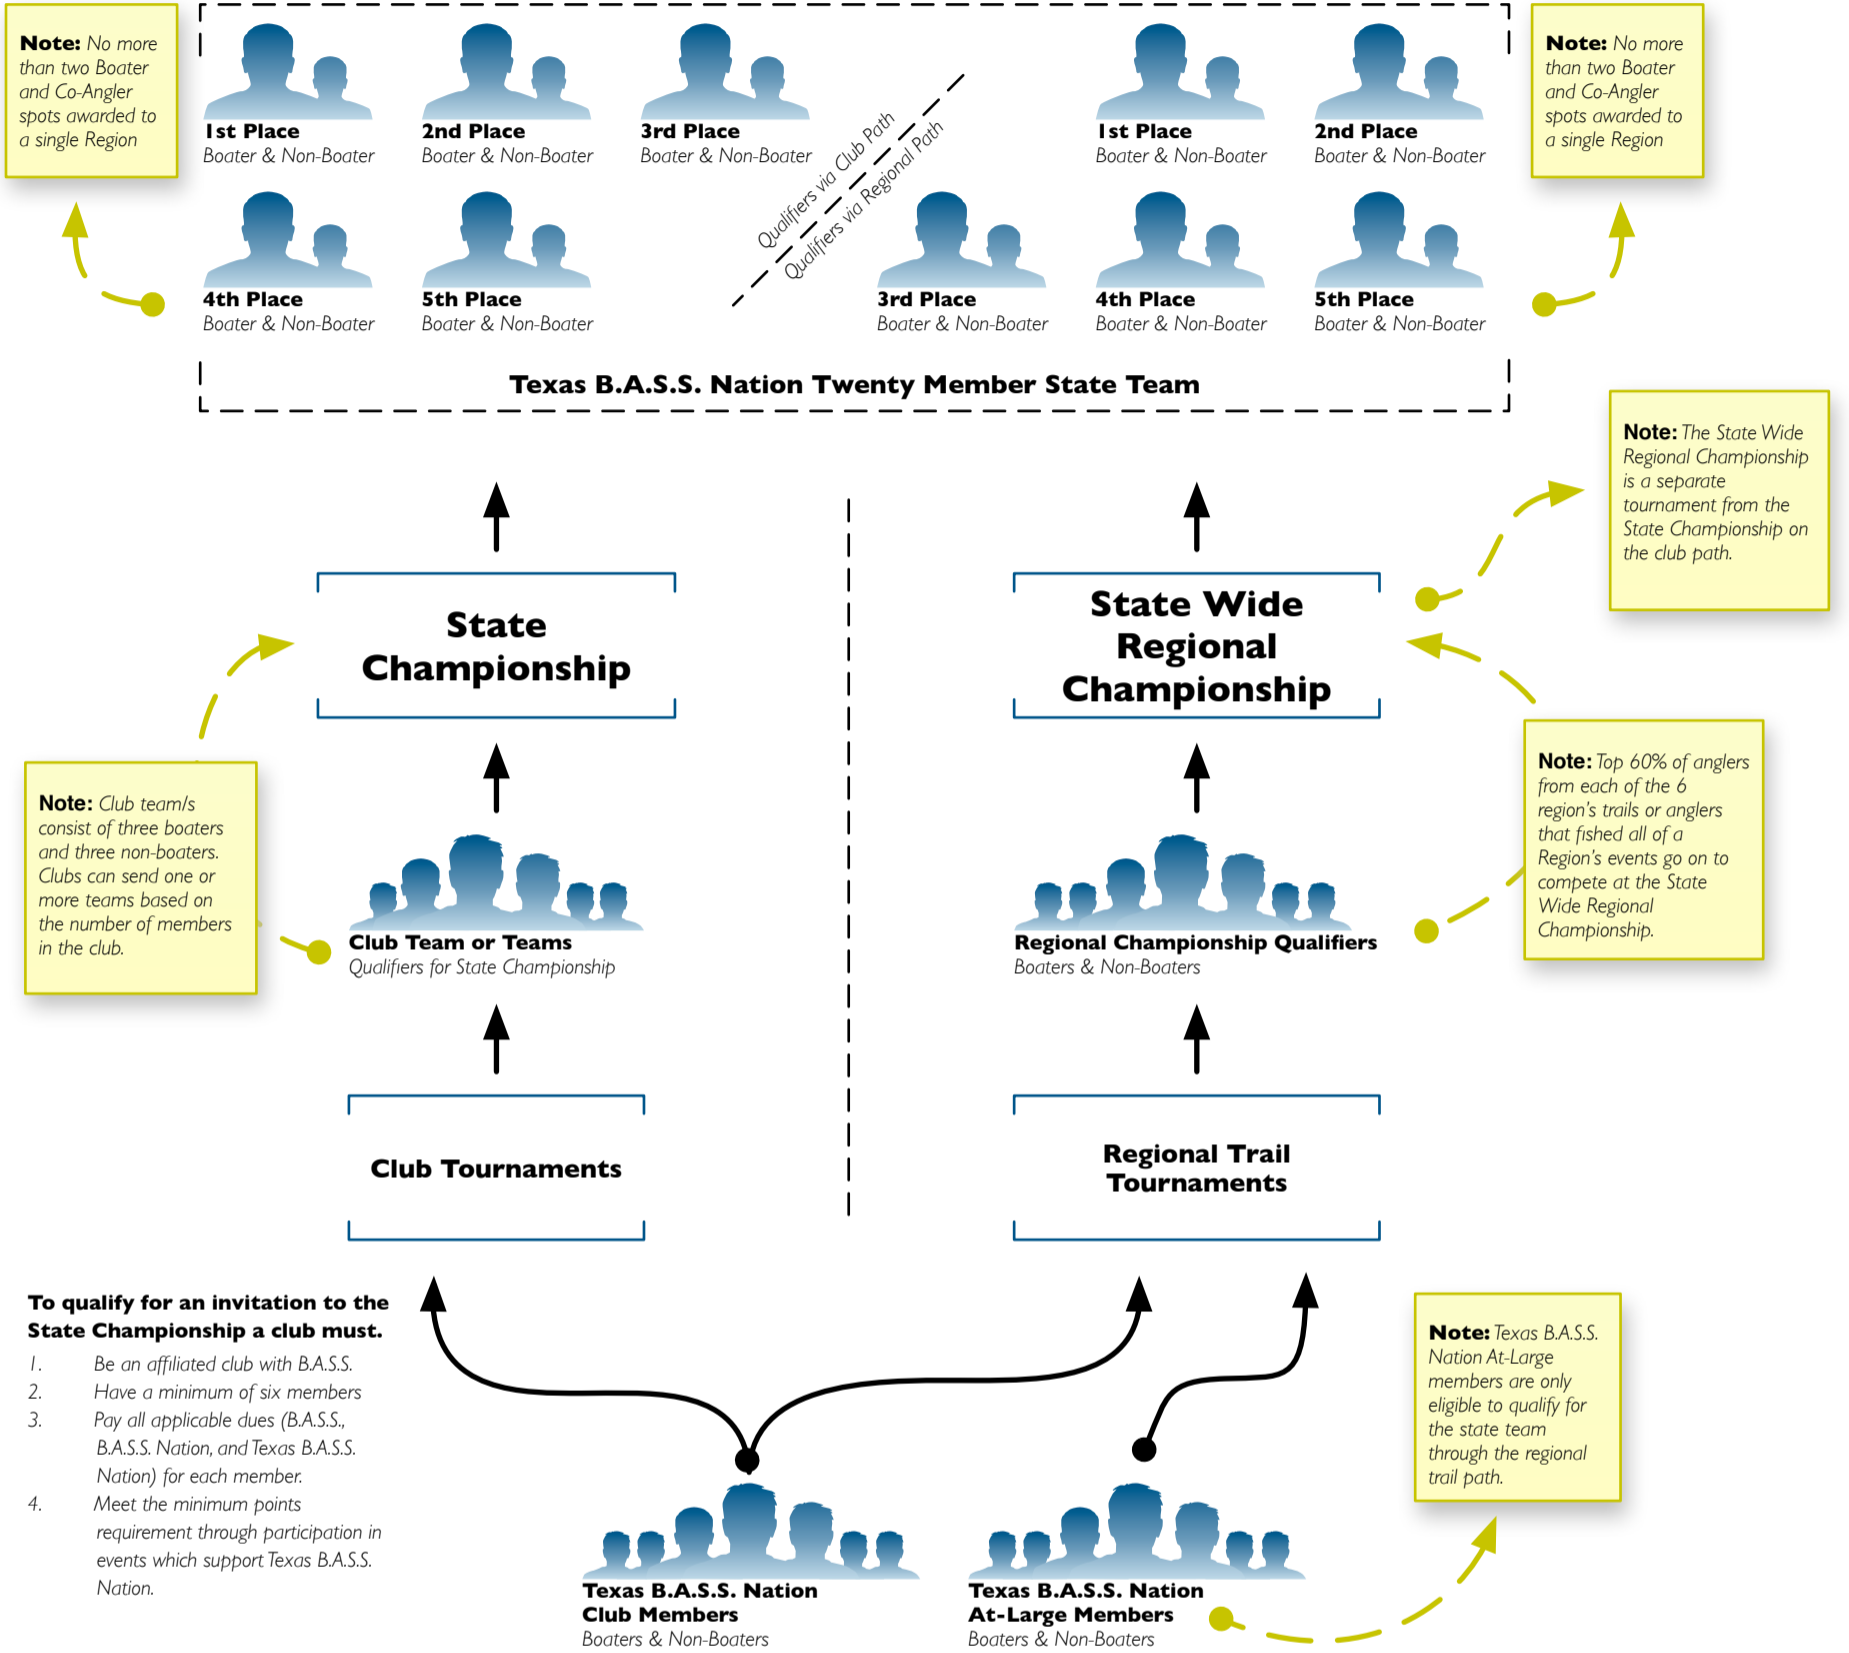 Note: No more
than two Boater
and Co-Angler
spots awarded to
a single Region
1st Place
Boater & Non-Boater
2nd Place
Boater & Non-Boater
3rd Place
Boater & Non-Boater
4th Place
Boater & Non-Boater
5th Place
Boater & Non-Boater
Qualifiers via Club Path
Qualifiers via Regional Path
1st Place
Boater & Non-Boater
2nd Place
Boater & Non-Boater
3rd Place
Boater & Non-Boater
4th Place
Boater & Non-Boater
5th Place
Boater & Non-Boater
Note: No more
than two Boater
and Co-Angler
spots awarded to
a single Region
Texas B.A.S.S. Nation Twenty Member State Team
Note: The State Wide
Regional Championship
is a separate
tournament from the
State Championship on
the club path.
State
Championship
State Wide
Regional
Championship
Note: Club team/s
consist of three boaters
and three non-boaters.
Clubs can send one or
more teams based on
the number of members
in the club.
Note: Top 60% of anglers
from each of the 6
region's trails or anglers
that fished all of a
Region's events go on to
compete at the State
Wide Regional
Championship.
Club Team or Teams
Qualifiers for State Championship
Regional Championship Qualifiers
Boaters & Non-Boaters
Club Tournaments
Regional Trail
Tournaments
To qualify for an invitation to the
State Championship a club must.
1. Be an affiliated club with B.A.S.S.
2. Have a minimum of six members
3. Pay all applicable dues (B.A.S.S.,
B.A.S.S. Nation, and Texas B.A.S.S.
Nation) for each member.
4. Meet the minimum points
requirement through participation in
events which support Texas B.A.S.S.
Nation.
Note: Texas B.A.S.S.
Nation At-Large
members are only
eligible to qualify for
the state team
through the regional
trail path.
Texas B.A.S.S. Nation
Club Members
Boaters & Non-Boaters
Texas B.A.S.S. Nation
At-Large Members
Boaters & Non-Boaters